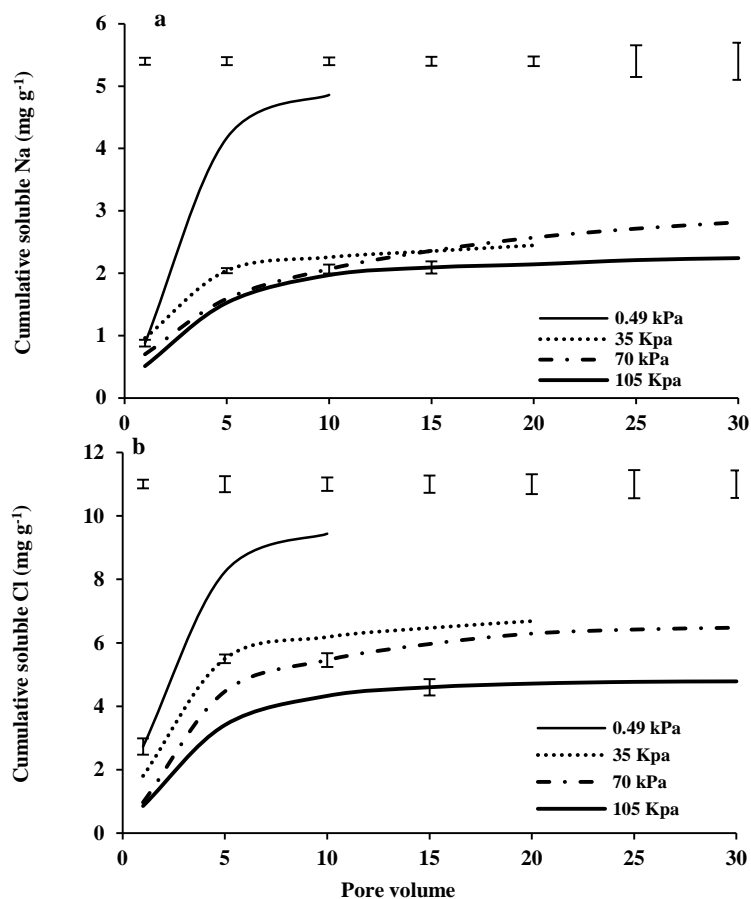 a
6
5
4
3
2
1
0
Cumulative soluble Na (mg g-1)
0.49 kPa
35 Kpa
70 kPa
105 Kpa
0 5 10 15 20 25 30
b
12
10
8
6
4
2
0
Cumulative soluble Cl (mg g-1)
0.49 kPa
35 Kpa
70 kPa
105 Kpa
0 5 10 15 20 25 30
Pore volume